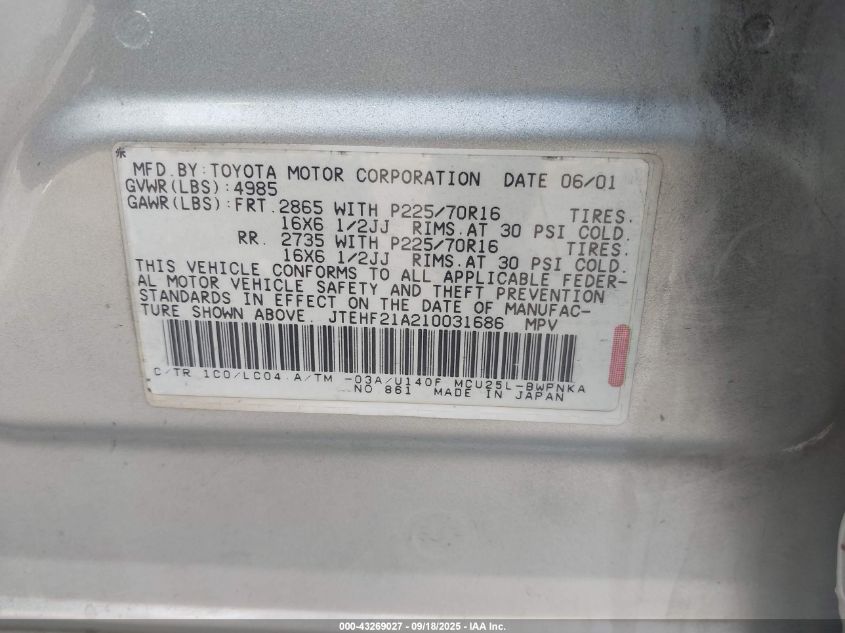 MFD.BY:TOYOTA MOTOR CORPORATION DATE 06/01
GVWR(LBS):4985
GAWR(LBS):FRT.2865 WITH P225/70R16 TIRES.
16X6 1/2JJ RIMS.AT 30 PSI COLD.
RR. 2735 WITH P225/70R16 TIRES.
16X6 1/2JJ RIMS.AT 30 PSI COLD.
THIS VEHICLE CONFORMS TO ALL APPLICABLE FEDER-
AL MOTOR VEHICLE SAFETY AND THEFT PREVENTION
STANDARDS IN EFFECT ON THE DATE OF MANUFAC-
TURE SHOWN ABOVE. JTEHF21A210031686 MPV
C/TR 1C0/LC04 A/TM -03A/U140F MCU25L-BWPNKA
NO 861 MADE IN JAPAN
000-43269027 - 09/18/2025 - IAA Inc.